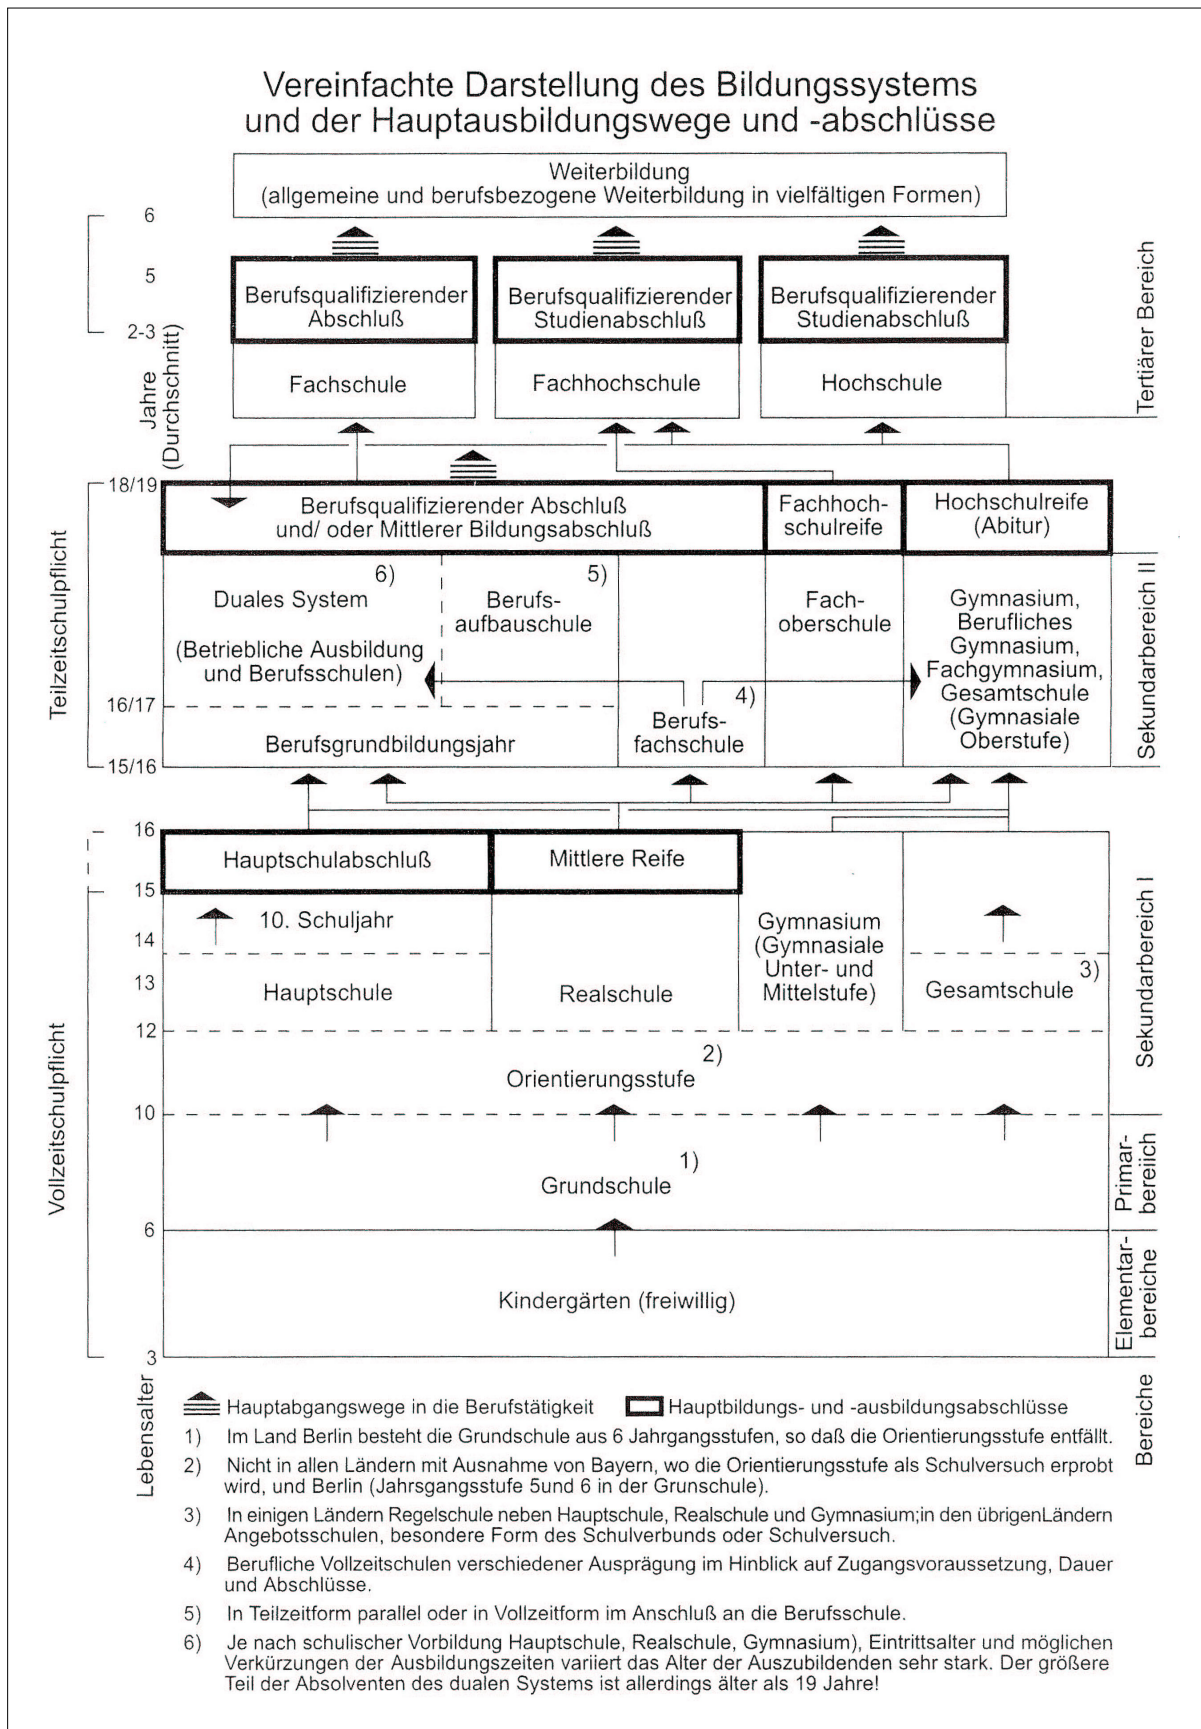 Vereinfachte Darstellung des Bildungssystems
und der Hauptausbildungswege und -abschlüsse
Weiterbildung
(allgemeine und berufsbezogene Weiterbildung in vielfältigen Formen)
6
5
2-3
Jahre
(Durchschnitt)
Berufsqualifizierender
Abschluß
Berufsqualifizierender
Studienabschluß
Berufsqualifizierender
Studienabschluß
Fachschule
Fachhochschule
Hochschule
Tertiärer Bereich
18/19
Berufsqualifizierender Abschluß
und/ oder Mittlerer Bildungsabschluß
Fachhoch-
schulreife
Hochschulreife
(Abitur)
Teilzeitschulpflicht
6)
Duales System
(Betriebliche Ausbildung
und Berufsschulen)
5)
Berufs-
aufbauschule
Fach-
oberschule
Gymnasium,
Berufliches
Gymnasium,
Fachgymnasium,
Gesamtschule
(Gymnasiale
Oberstufe)
16/17
4)
Berufs-
fachschule
Berufsgrundbildungsjahr
15/16
Sekundarbereich II
16
Hauptschulabschluß
Mittlere Reife
15
10. Schuljahr
14
13
Hauptschule
Realschule
Gymnasium
(Gymnasiale
Unter- und
Mittelstufe)
3)
Gesamtschule
12
2)
Orientierungsstufe
Sekundarbereich I
10
Vollzeitschulpflicht
1)
Grundschule
Primar-
bereiich
6
Kindergärten (freiwillig)
Elementar-
bereiche
3
Lebensalter
Bereiche
Hauptabgangswege in die Berufstätigkeit
Hauptbildungs- und -ausbildungsabschlüsse
1) Im Land Berlin besteht die Grundschule aus 6 Jahrgangsstufen, so daß die Orientierungsstufe entfällt.
2) Nicht in allen Ländern mit Ausnahme von Bayern, wo die Orientierungsstufe als Schulversuch erprobt
wird, und Berlin (Jahrsgangsstufe 5und 6 in der Grunschule).
3) In einigen Ländern Regelschule neben Hauptschule, Realschule und Gymnasium;in den übrigenLändern
Angebotsschulen, besondere Form des Schulverbunds oder Schulversuch.
4) Berufliche Vollzeitschulen verschiedener Ausprägung im Hinblick auf Zugangsvoraussetzung, Dauer
und Abschlüsse.
5) In Teilzeitform parallel oder in Vollzeitform im Anschluß an die Berufsschule.
6) Je nach schulischer Vorbildung Hauptschule, Realschule, Gymnasium), Eintrittsalter und möglichen
Verkürzungen der Ausbildungszeiten variiert das Alter der Auszubildenden sehr stark. Der größere
Teil der Absolventen des dualen Systems ist allerdings älter als 19 Jahre!